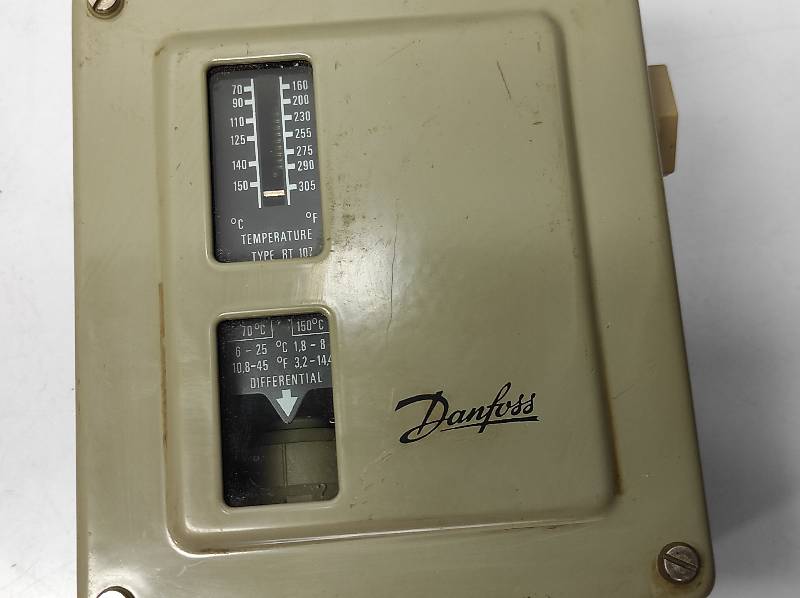 70 160
90 200
110 230
125 255
275
140 290
150 305
°C °F
TEMPERATURE
TYPE RT 107
70°C 150°C
6-25 °C 1,8-8
10,8-45 °F 3,2-14,4
DIFFERENTIAL
Danfoss